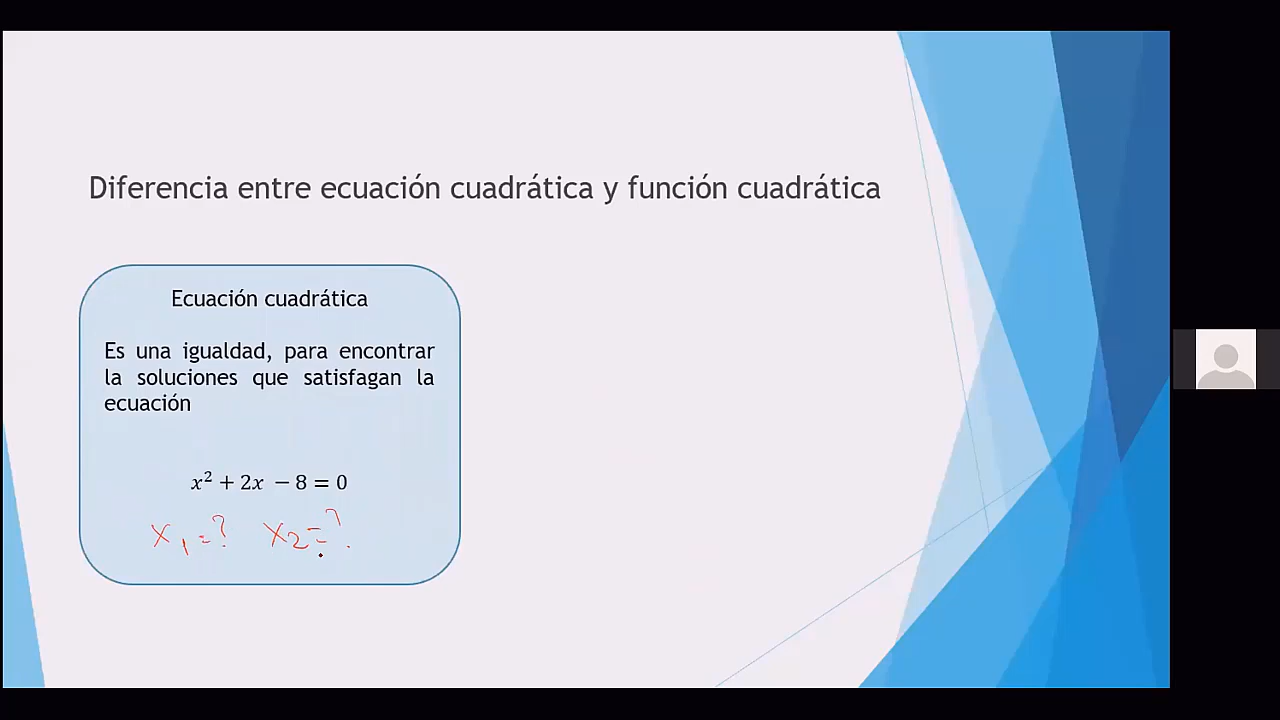 Diferencia entre ecuación cuadrática y función cuadrática
Ecuación cuadrática
Es una igualdad, para encontrar
la soluciones que satisfagan la
ecuación
x² + 2x − 8 = 0
x₁ = ? x₂ = ?